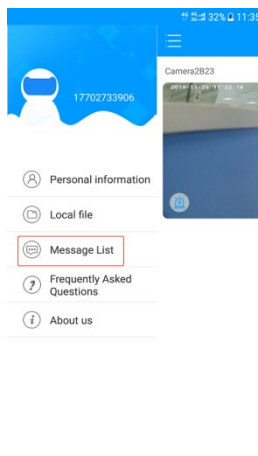 32% 11:35
Camera2B23
17702733906
Personal information
Local file
Message List
Frequently Asked
Questions
About us